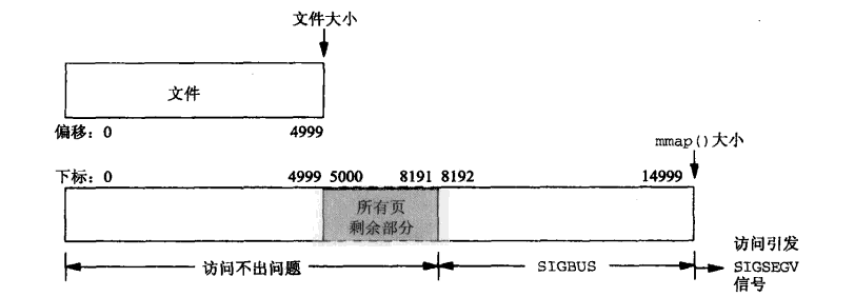 文件大小
文件
偏移：0 4999
mmap()大小
下标：0 4999 5000 8191 8192 14999
所有页
剩余部分
访问不出问题 SIGBUS
访问引发
SIGSEGV
信号